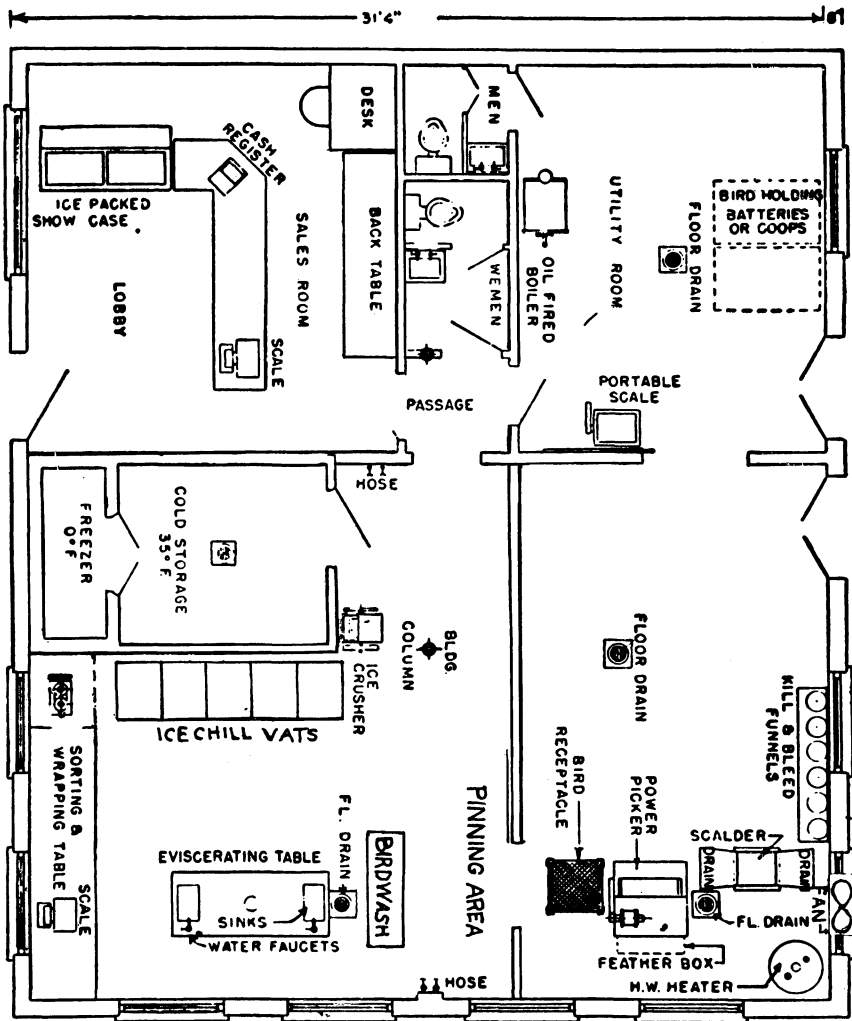 31'4"
8"
DESK
MEN
CASH
REGISTER
ICE PACKED
SHOW CASE
SALES ROOM
BACK TABLE
LOBBY
SCALE
WEMEN
OIL FIRED
BOILER
UTILITY ROOM
FLOOR DRAIN
BIRD HOLDING
BATTERIES
OR COOPS
PASSAGE
PORTABLE
SCALE
HOSE
FREEZER
0° F.
COLD STORAGE
35° F.
BLDG
COLUMN
ICE
CRUSHER
FLOOR DRAIN
KILL & BLEED
FUNNELS
ICE CHILL VATS
SORTING &
WRAPPING TABLE
SCALE
FL. DRAIN
BIRDWASH
PINNING AREA
BIRD
RECEPTACLE
POWER
PICKER
SCALDER
DRAIN
DRAIN
FAN
EVISCERATING TABLE
SINKS
WATER FAUCETS
FL. DRAIN
FEATHER BOX
H.W. HEATER
HOSE